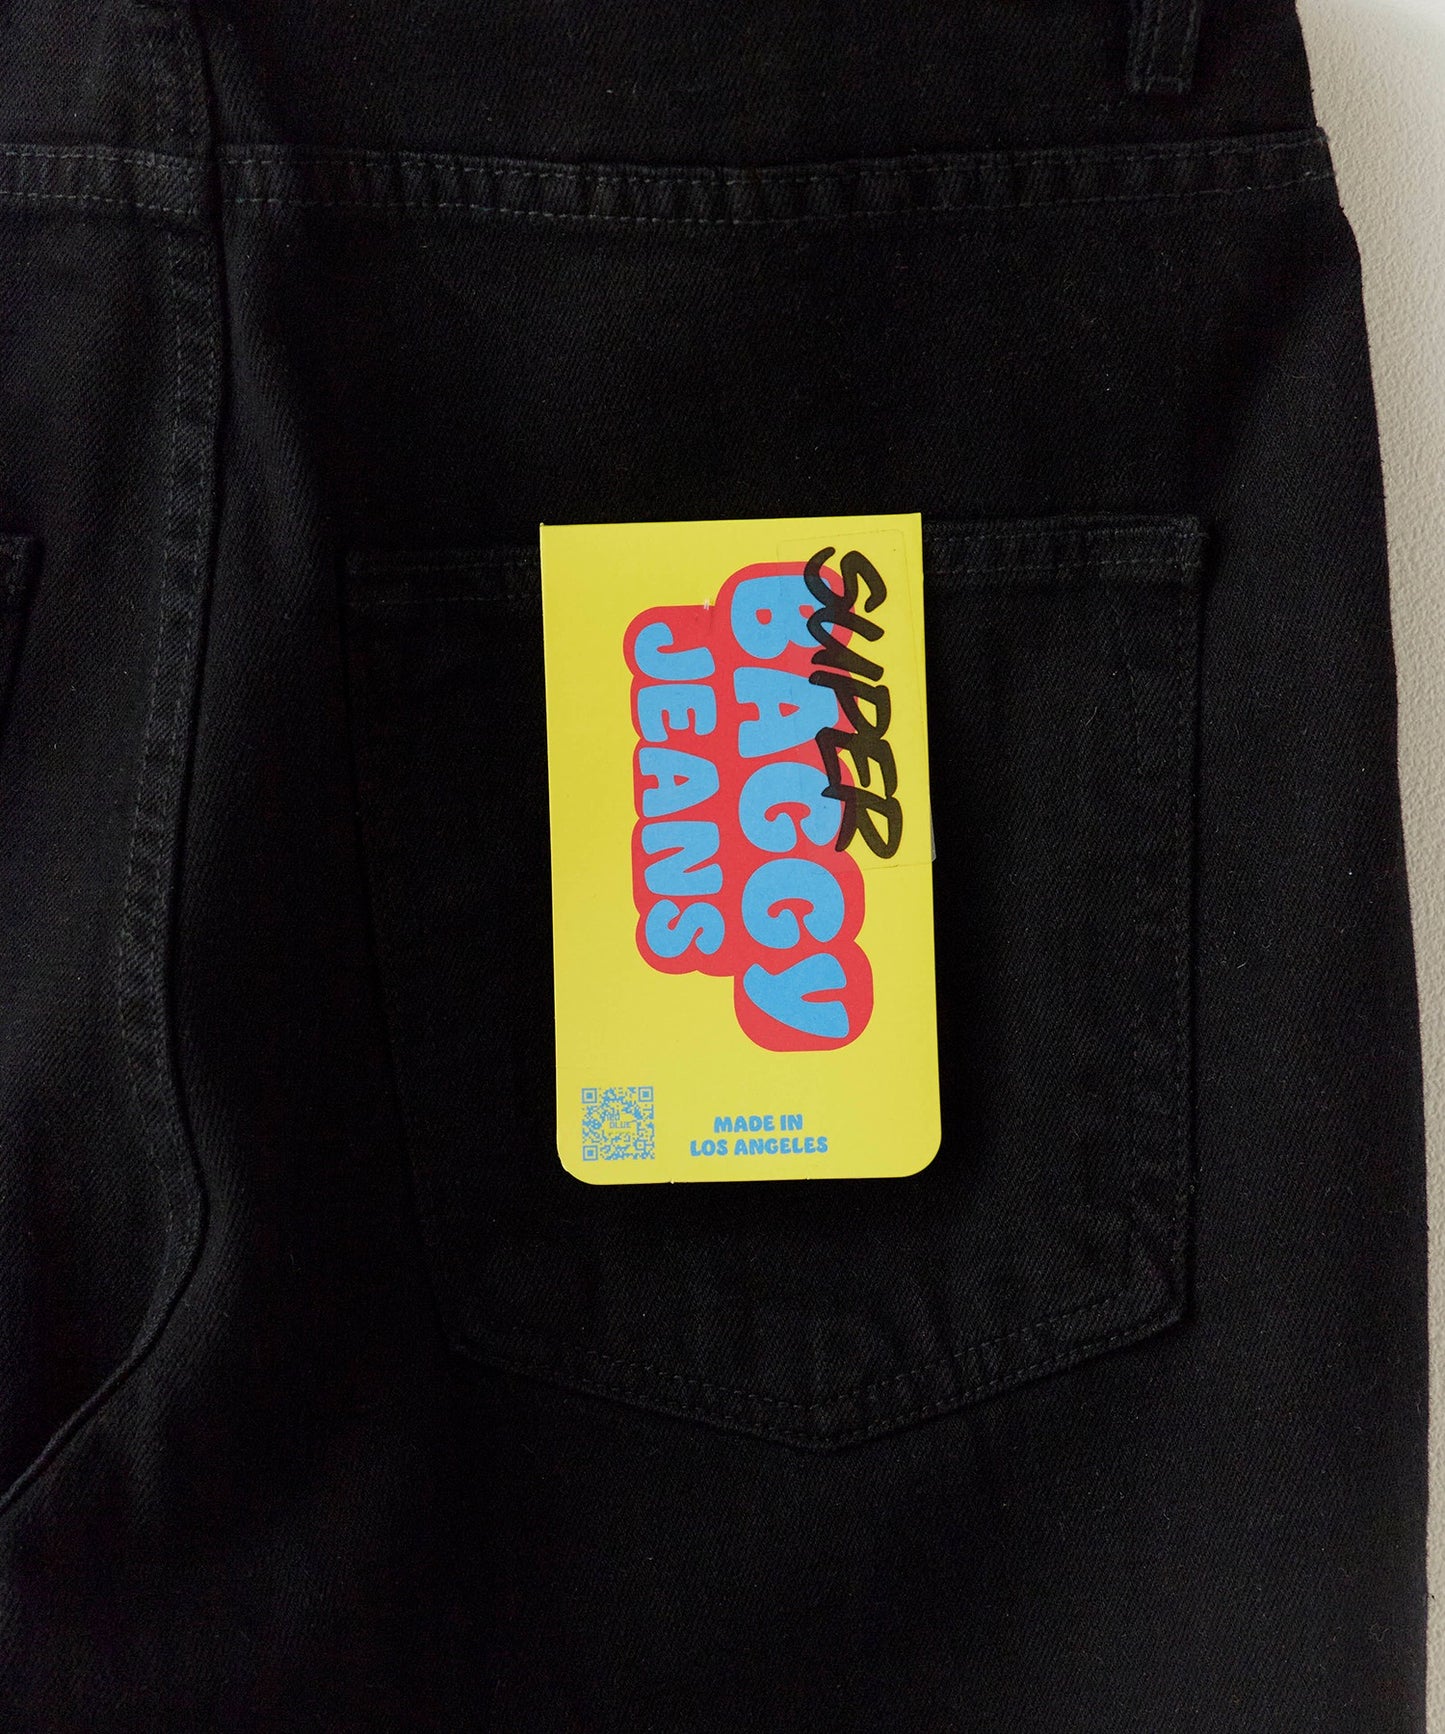 SUPER
BAGGY
JEANS
MADE IN
LOS ANGELES